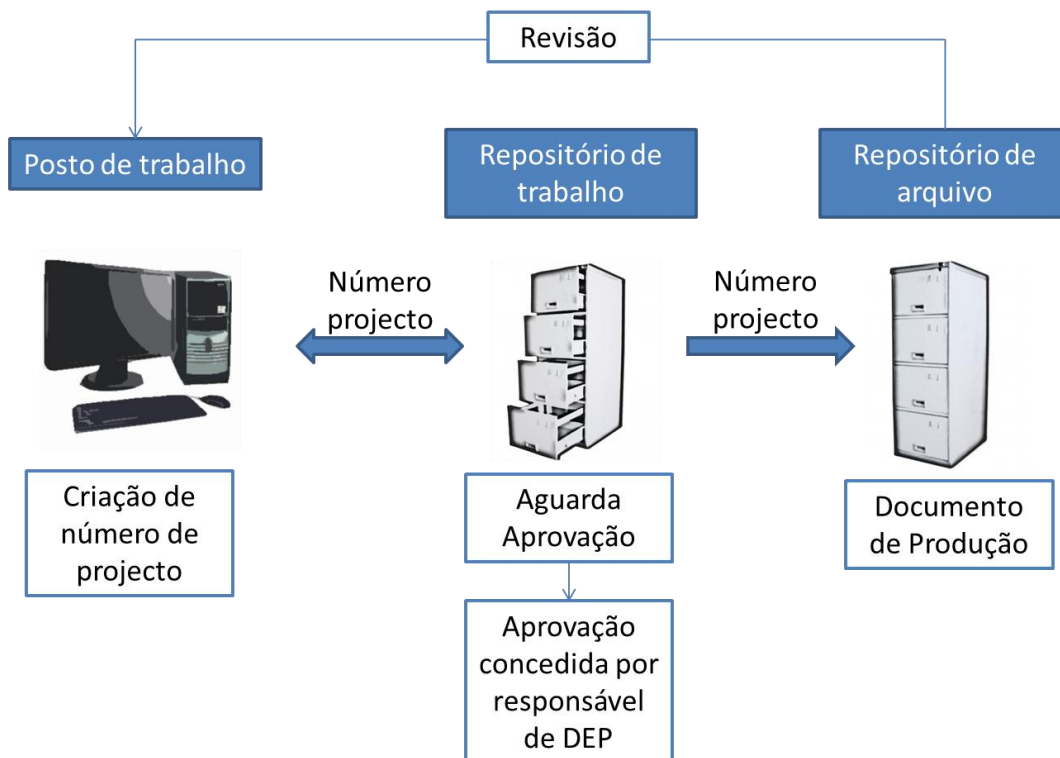 Revisão
Posto de trabalho
Repositório de
trabalho
Repositório de
arquivo
Número
projecto
Número
projecto
Criação de
número de
projecto
Aguarda
Aprovação
Documento
de Produção
Aprovação
concedida por
responsável
de DEP